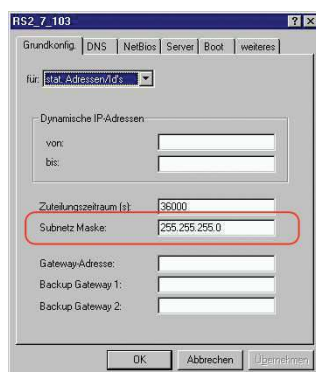 RS2_7_103
Grundkonfig. DNS NetBios Server Boot weiteres
für: stat. Adressen/Id's
Dynamische IP-Adressen
von:
bis:
Zuteilungszeitraum (s): 36000
Subnetz Maske: 255.255.255.0
Gateway-Adresse:
Backup Gateway 1:
Backup Gateway 2:
OK Abbrechen Übernehmen